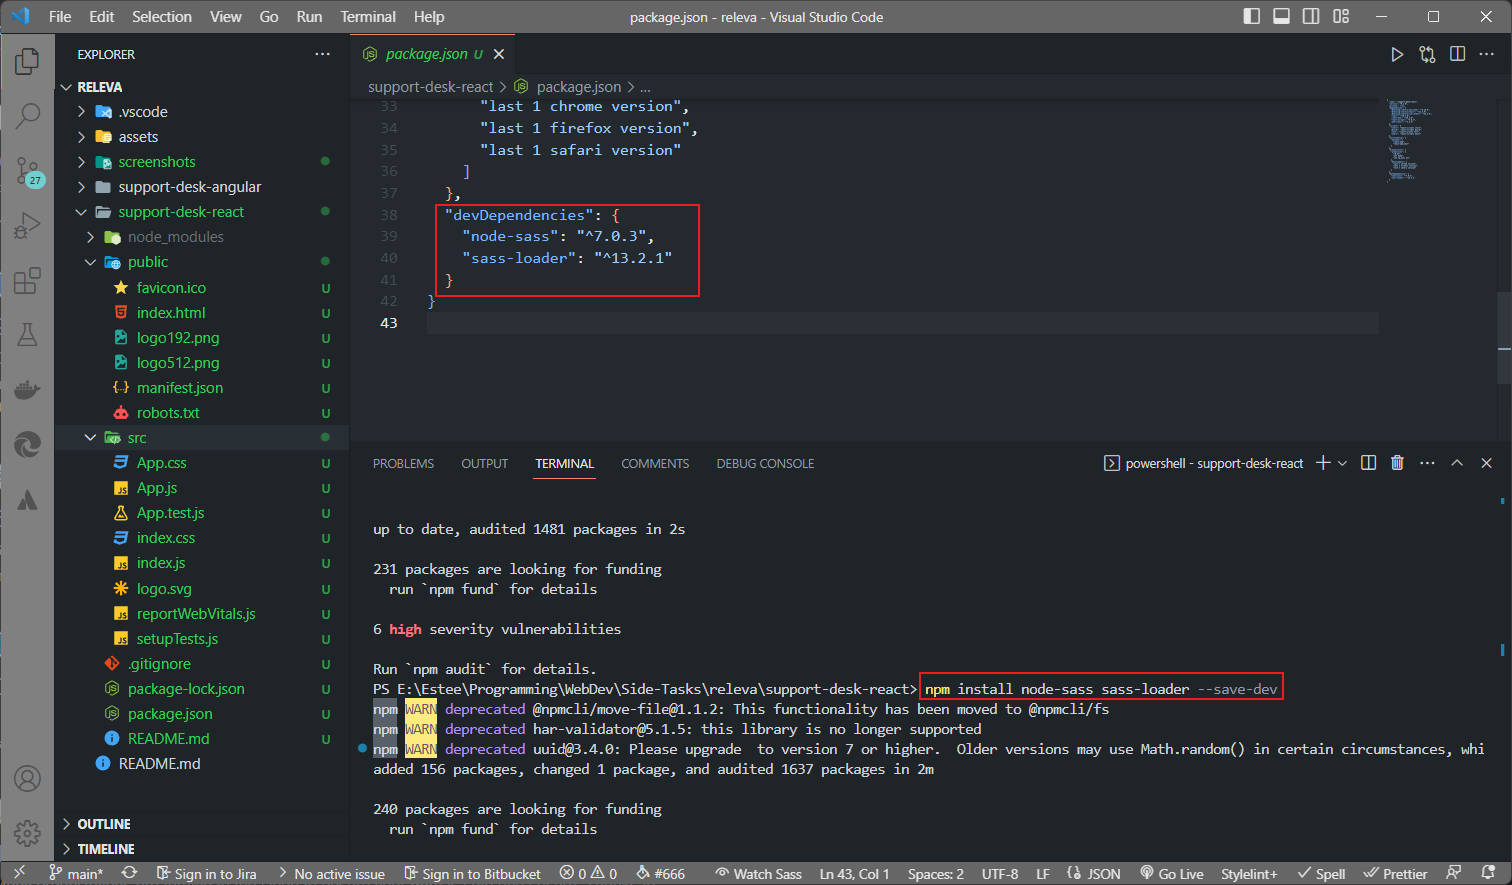 File Edit Selection View Go Run Terminal Help
package.json - releva - Visual Studio Code
EXPLORER
RELEVA
.vscode
assets
screenshots
support-desk-angular
support-desk-react
node_modules
public
favicon.ico U
index.html U
logo192.png U
logo512.png U
manifest.json U
robots.txt U
src
App.css U
App.js U
App.test.js U
index.css U
index.js U
logo.svg U
reportWebVitals.js U
setupTests.js U
.gitignore U
package-lock.json U
package.json U
README.md U
README.md
OUTLINE
TIMELINE
27
package.json U
support-desk-react > package.json > ...
33 "last 1 chrome version",
34 "last 1 firefox version",
35 "last 1 safari version"
36 ]
37 },
38 "devDependencies": {
39 "node-sass": "^7.0.3",
40 "sass-loader": "^13.2.1"
41 }
42 }
43
PROBLEMS OUTPUT TERMINAL COMMENTS DEBUG CONSOLE
powershell - support-desk-react
up to date, audited 1481 packages in 2s
231 packages are looking for funding
run `npm fund` for details
6 high severity vulnerabilities
Run `npm audit` for details.
PS E:\Estee\Programming\WebDev\Side-Tasks\releva\support-desk-react> npm install node-sass sass-loader --save-dev
npm WARN deprecated @npmcli/move-file@1.1.2: This functionality has been moved to @npmcli/fs
npm WARN deprecated har-validator@5.1.5: this library is no longer supported
npm WARN deprecated uuid@3.4.0: Please upgrade  to version 7 or higher.  Older versions may use Math.random() in certain circumstances, whi
added 156 packages, changed 1 package, and audited 1637 packages in 2m
240 packages are looking for funding
run `npm fund` for details
main* Sign in to Jira No active issue Sign in to Bitbucket 0 0 #666 Watch Sass Ln 43, Col 1 Spaces: 2 UTF-8 LF JSON Go Live Stylelint+ Spell Prettier